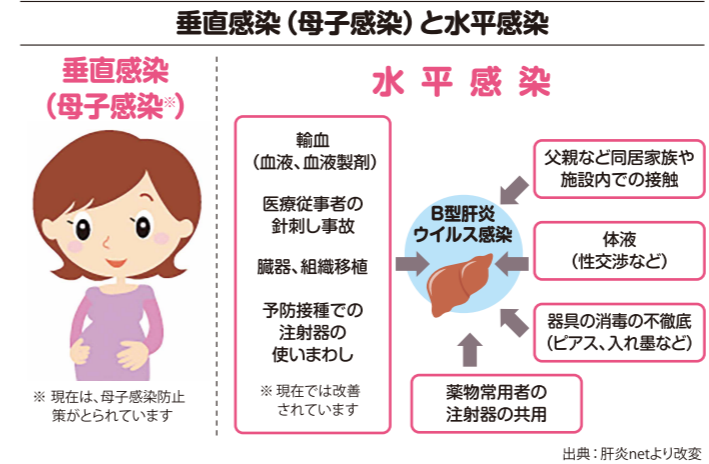 垂直感染（母子感染）と水平感染
垂直感染
（母子感染※）
※ 現在は、母子感染防止
策がとられています
水平感染
輸血
（血液、血液製剤）
医療従事者の
針刺し事故
臓器、組織移植
予防接種での
注射器の
使いまわし
※ 現在では改善
されています
B型肝炎
ウイルス感染
父親など同居家族や
施設内での接触
体液
（性交渉など）
器具の消毒の不徹底
（ピアス、入れ墨など）
薬物常用者の
注射器の共用
出典：肝炎netより改変